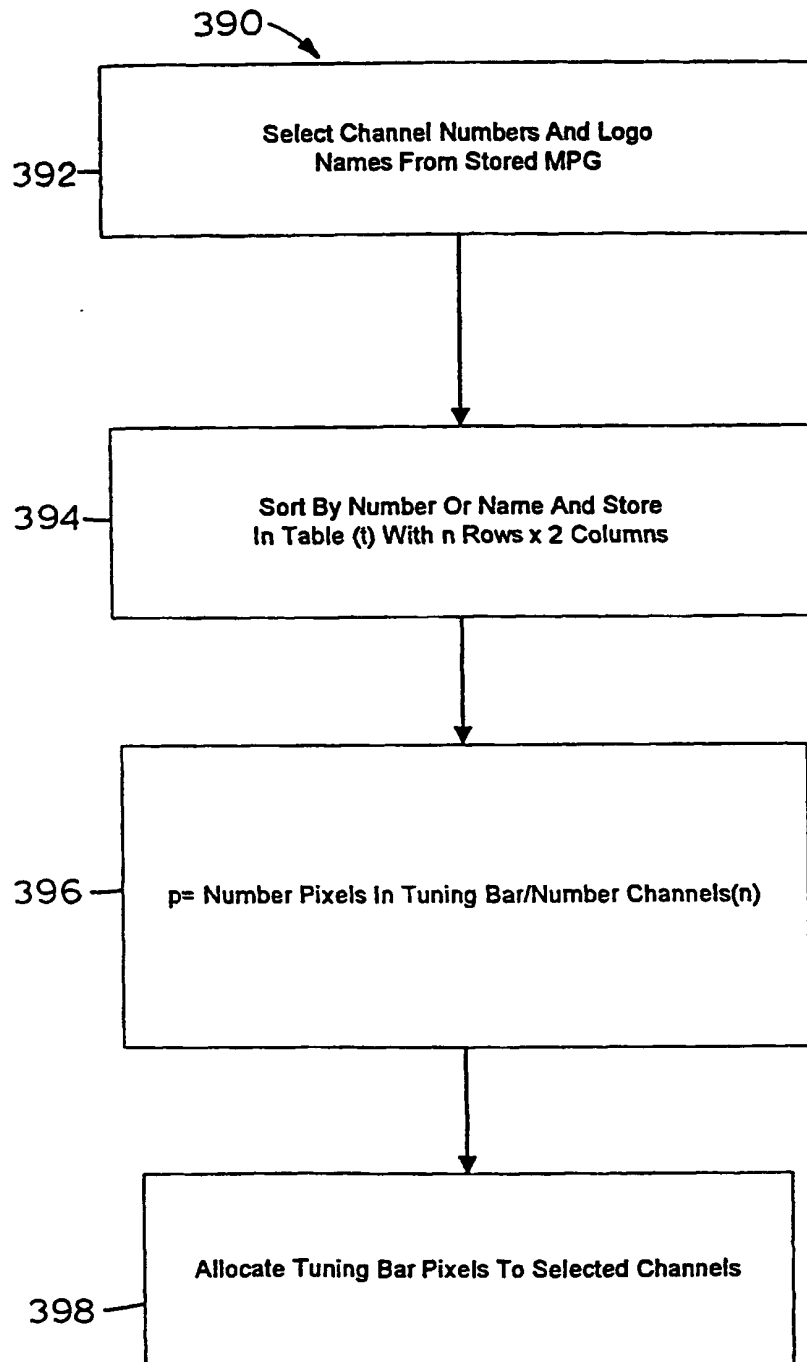 390
392
Select Channel Numbers And Logo
Names From Stored MPG
394
Sort By Number Or Name And Store
In Table (t) With n Rows x 2 Columns
396
p= Number Pixels In Tuning Bar/Number Channels(n)
398
Allocate Tuning Bar Pixels To Selected Channels